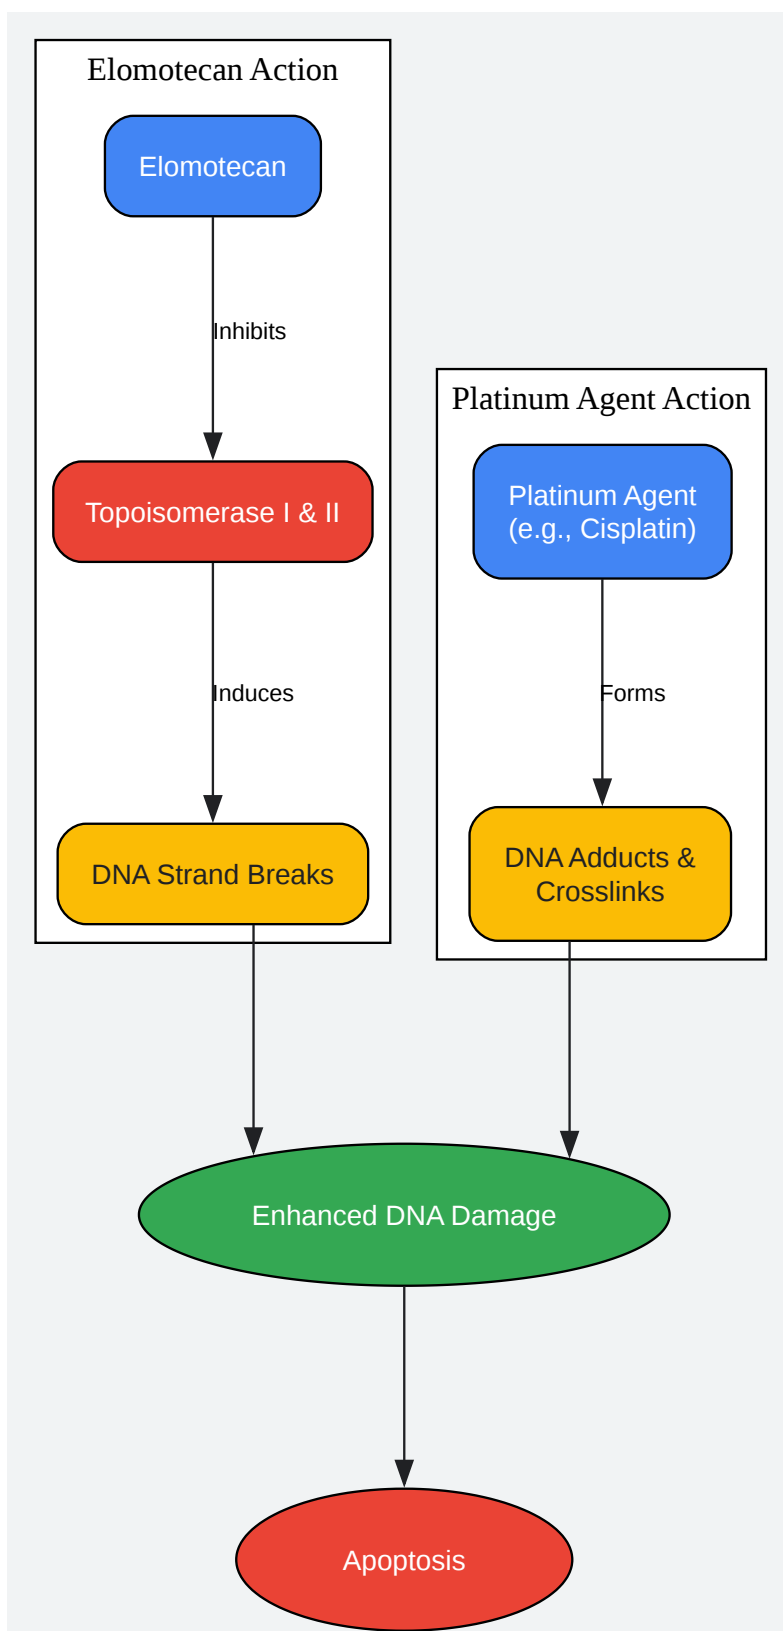 Elomotecan Action
Elomotecan
Inhibits
Topoisomerase I & II
Induces
DNA Strand Breaks
Platinum Agent Action
Platinum Agent
(e.g., Cisplatin)
Forms
DNA Adducts &
Crosslinks
Enhanced DNA Damage
Apoptosis